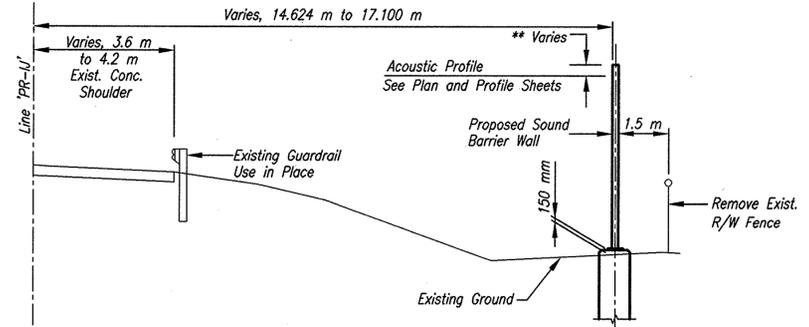 Varies, 14.624 m to 17.100 m
** Varies
Varies, 3.6 m
to 4.2 m
Exist. Conc.
Shoulder
Acoustic Profile
See Plan and Profile Sheets
Line 'PR-IJ'
Proposed Sound
Barrier Wall
1.5 m
Existing Guardrail
Use in Place
150 mm
Remove Exist.
R/W Fence
Existing Ground